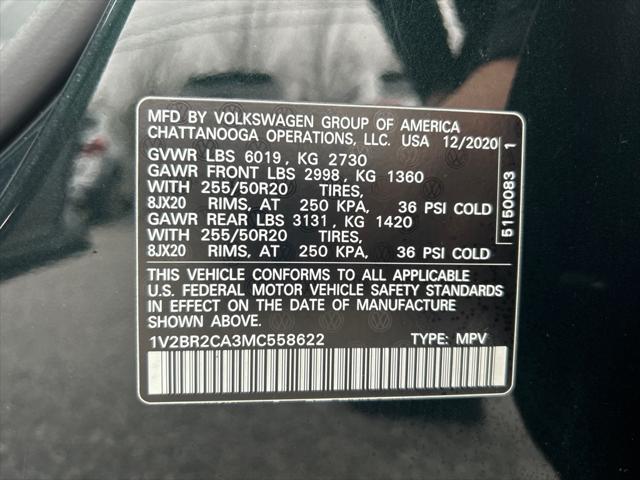 MFD BY VOLKSWAGEN GROUP OF AMERICA
CHATTANOOGA OPERATIONS, LLC. USA 12/2020
GVWR LBS 6019, KG 2730
GAWR FRONT LBS 2998, KG 1360
WITH 255/50R20 TIRES,
8JX20 RIMS, AT 250 KPA, 36 PSI COLD
GAWR REAR LBS 3131, KG 1420
WITH 255/50R20 TIRES,
8JX20 RIMS, AT 250 KPA, 36 PSI COLD
THIS VEHICLE CONFORMS TO ALL APPLICABLE
U.S. FEDERAL MOTOR VEHICLE SAFETY STANDARDS
IN EFFECT ON THE DATE OF MANUFACTURE
SHOWN ABOVE
1V2BR2CA3MC558622 TYPE: MPV
5150083 1